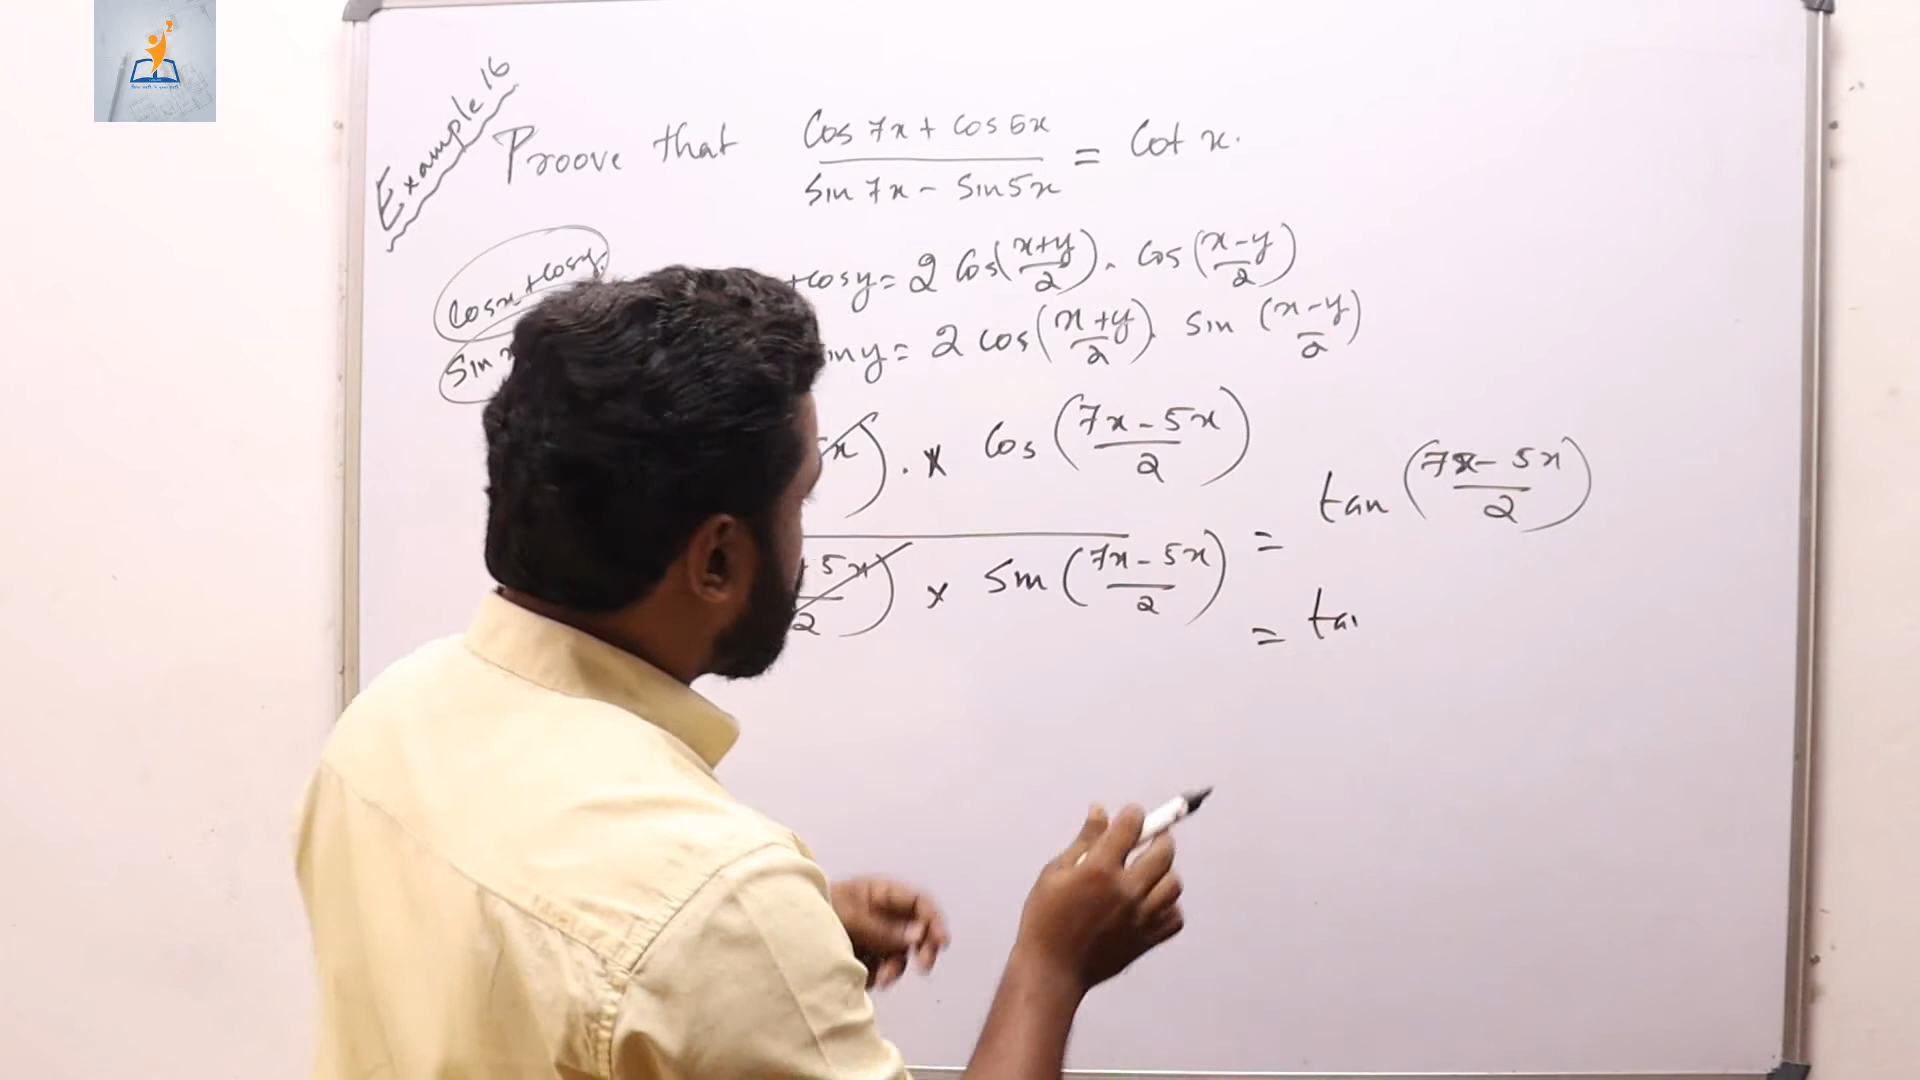 Example 16
Proove that cos 7x + cos 5x / sin 7x - sin 5x = cot x.
cosx + cosy
+ cosy = 2 cos(x+y/2). cos(x-y/2)
sin
siny = 2 cos(x+y/2). sin(x-y/2)
x). × cos(7x-5x/2)
+ 5x/2) × sin(7x-5x/2)
= tan(7x-5x/2)
= ta